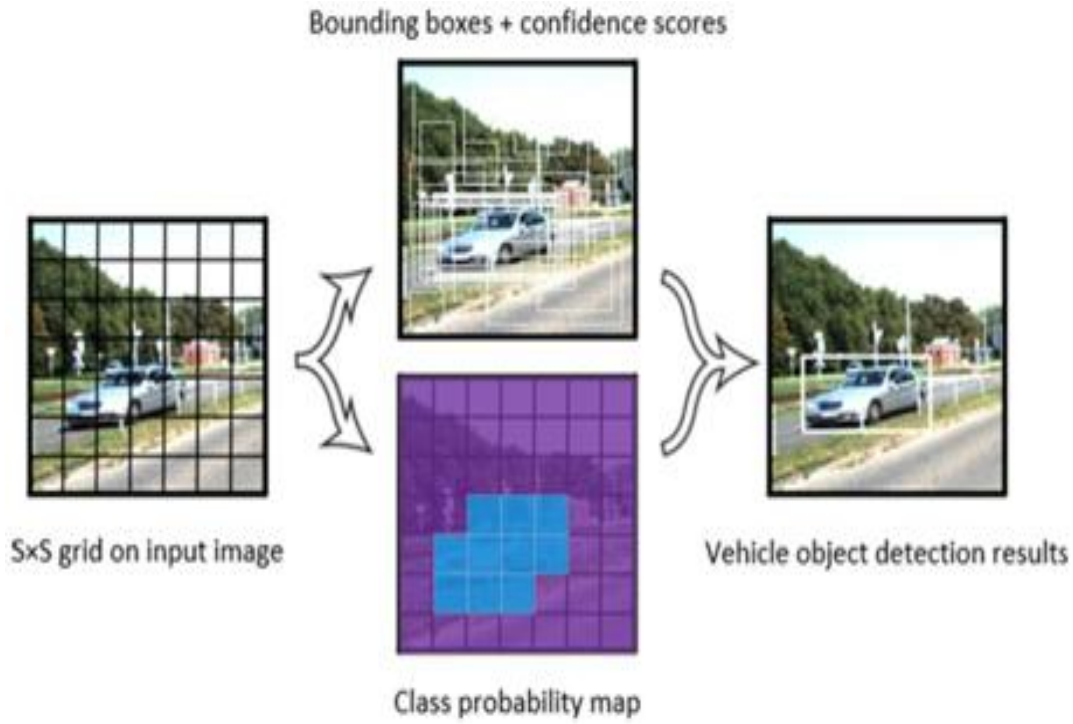 Bounding boxes + confidence scores
S×S grid on input image
Vehicle object detection results
Class probability map